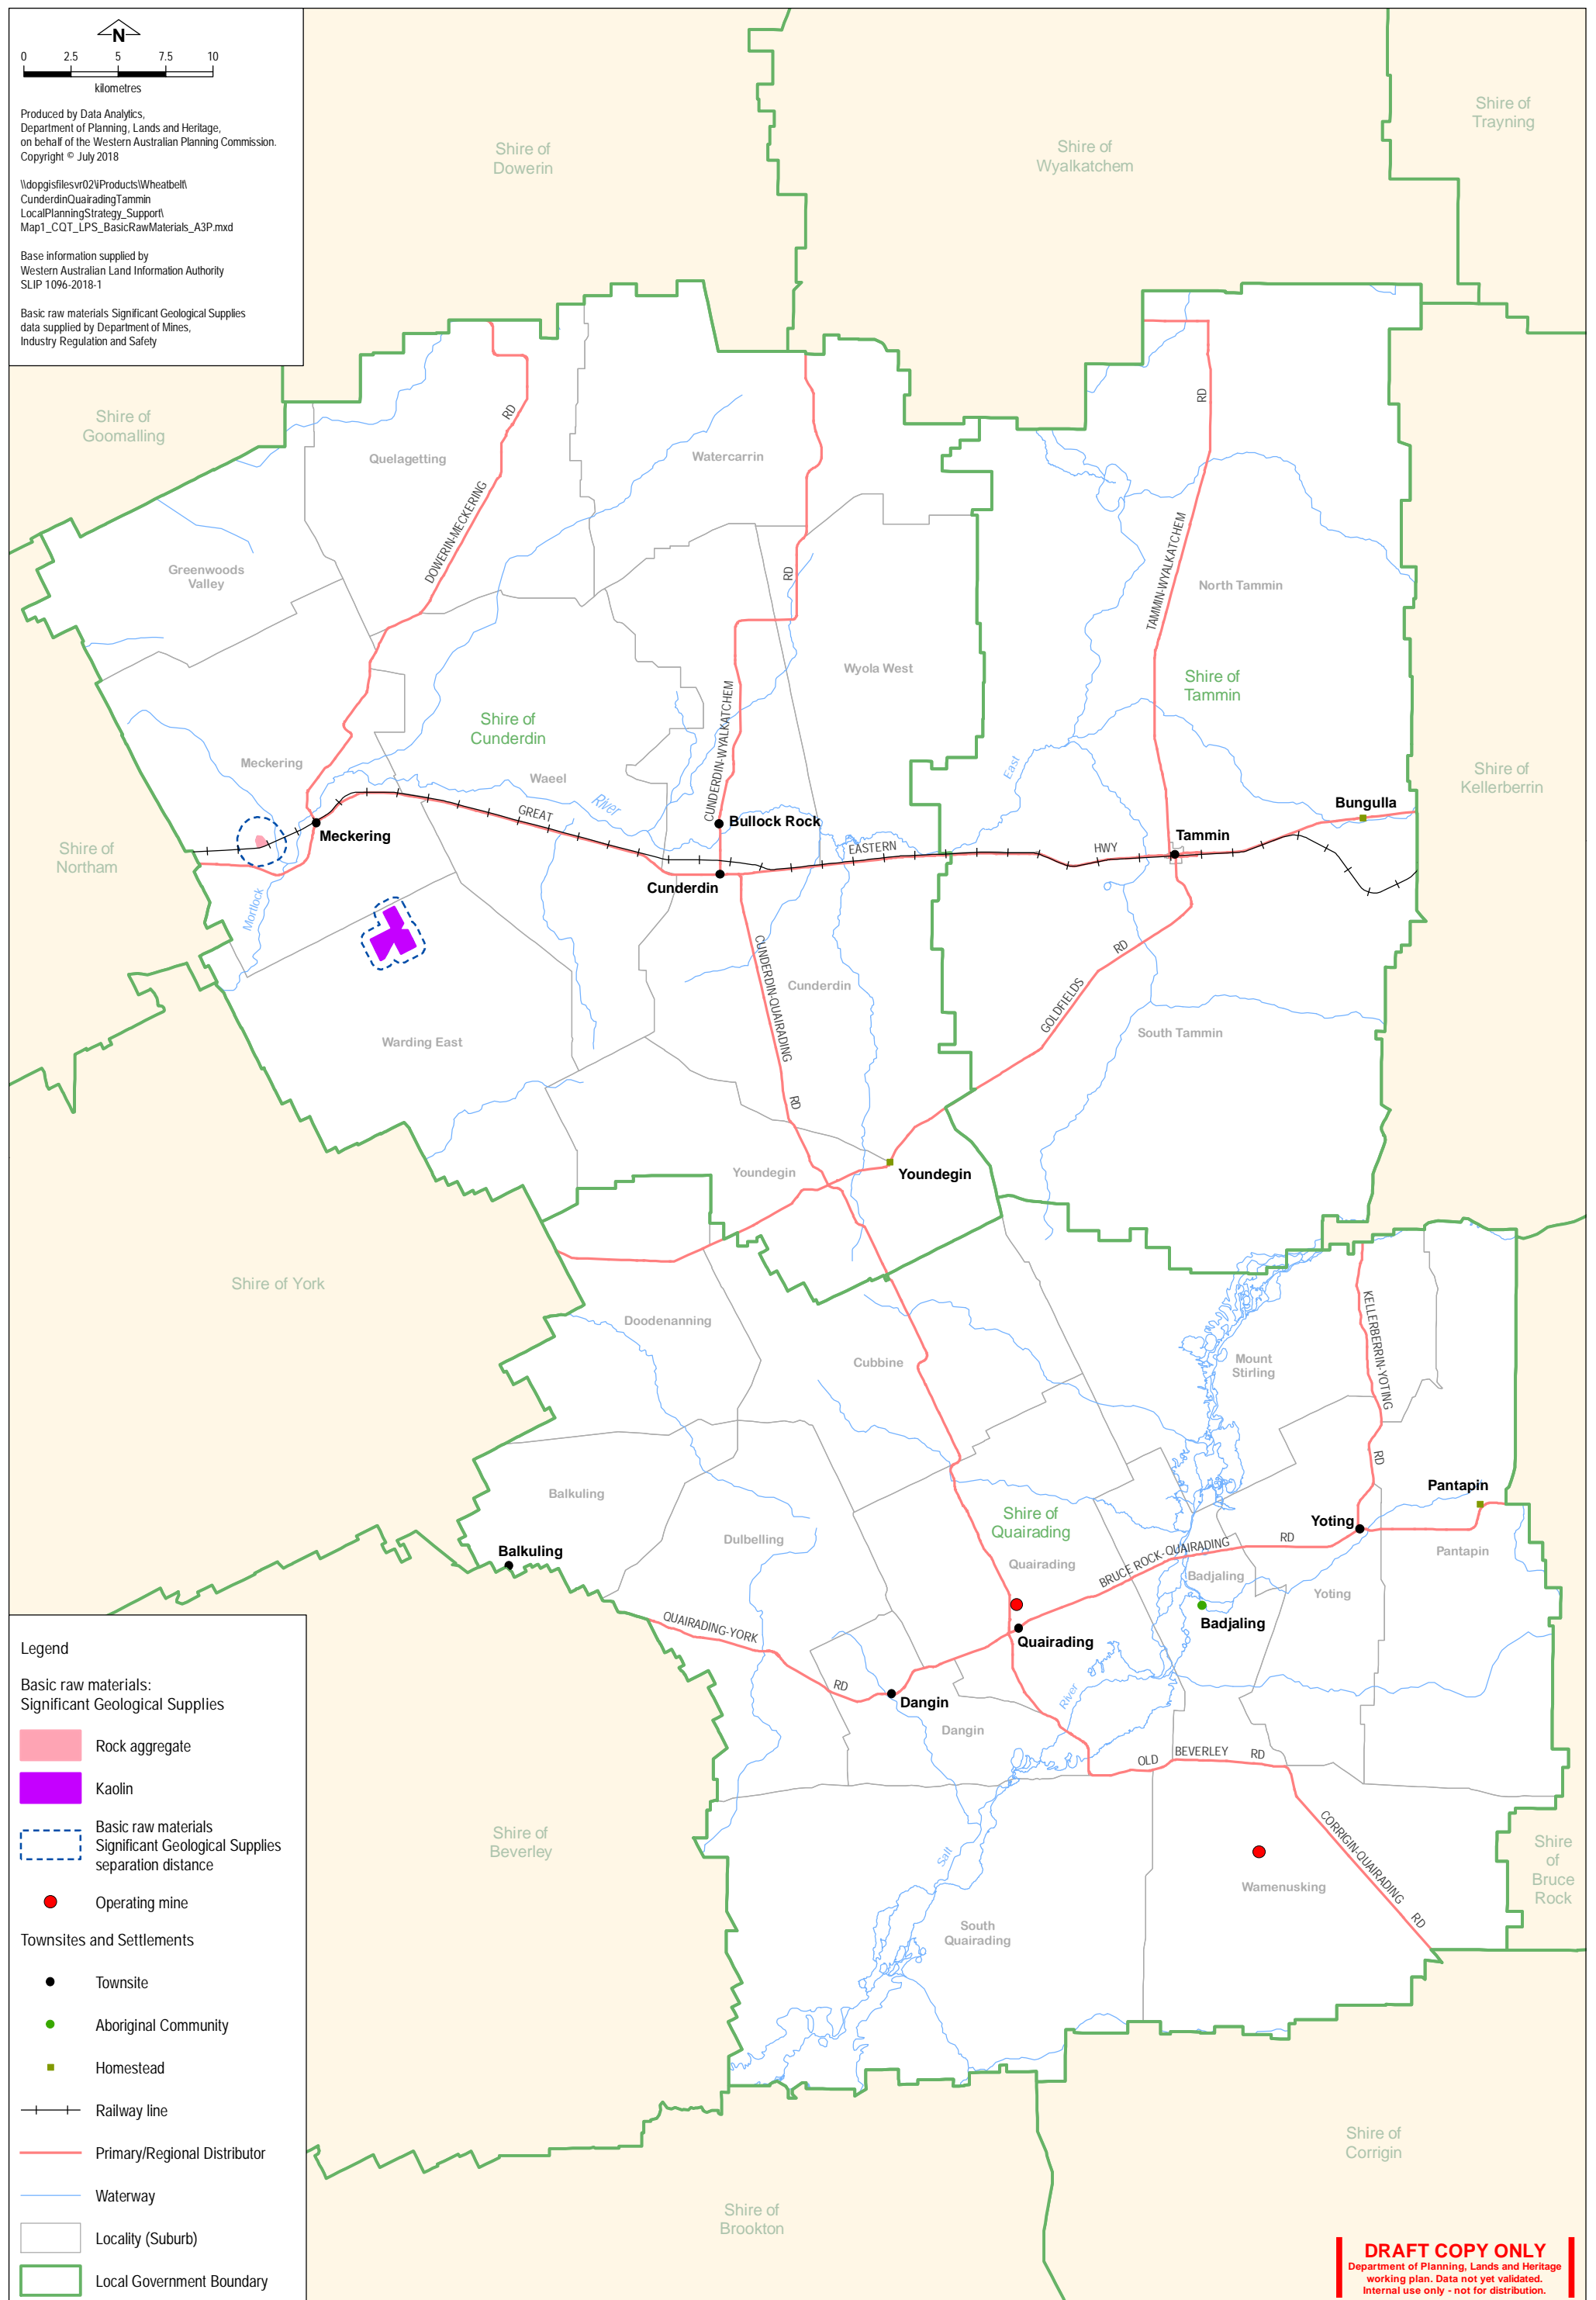 N
0 2.5 5 7.5 10
kilometres
Produced by Data Analytics,
Department of Planning, Lands and Heritage,
on behalf of the Western Australian Planning Commission.
Copyright © July 2018
\\dopgisfilesvr02\iProducts\Wheatbelt\
CunderdinQuairadingTammin
LocalPlanningStrategy_Support\
Map1_CQT_LPS_BasicRawMaterials_A3P.mxd
Base information supplied by
Western Australian Land Information Authority
SLIP 1096-2018-1
Basic raw materials Significant Geological Supplies
data supplied by Department of Mines,
Industry Regulation and Safety
Shire of
Dowerin
Shire of
Wyalkatchem
Shire of
Trayning
Shire of
Goomalling
Quelagetting
RD
DOWERIN-MECKERING
Watercarrin
RD
RD
TAMMIN-WYALKATCHEM
North Tammin
Greenwoods
Valley
Wyola West
Shire of
Tammin
Shire of
Cunderdin
CUNDERDIN-WYALKATCHEM
Meckering
Waeel
River
East
Shire of
Kellerberrin
Bungulla
GREAT
Bullock Rock
Meckering
EASTERN
HWY
Tammin
Shire of
Northam
Cunderdin
Mortlock
CUNDERDIN-QUAIRADING
RD
RD
GOLDFIELDS
Cunderdin
South Tammin
Warding East
Youndegin
Youndegin
Shire of York
Doodenanning
Cubbine
Mount
Stirling
KELLERBERRIN-YOTING
RD
Balkuling
Pantapin
Shire of
Quairading
Yoting
Dulbelling
Balkuling
BRUCE ROCK-QUAIRADING
RD
Quairading
Pantapin
Badjaling
Yoting
Badjaling
QUAIRADING-YORK
RD
Quairading
Dangin
River
Dangin
OLD
BEVERLEY
RD
Shire of
Beverley
Salt
CORRIGIN-QUAIRADING
RD
Wamenusking
Shire
of
Bruce
Rock
South
Quairading
Shire of
Corrigin
Shire of
Brookton
Legend
Basic raw materials:
Significant Geological Supplies
Rock aggregate
Kaolin
Basic raw materials
Significant Geological Supplies
separation distance
Operating mine
Townsites and Settlements
Townsite
Aboriginal Community
Homestead
Railway line
Primary/Regional Distributor
Waterway
Locality (Suburb)
Local Government Boundary
DRAFT COPY ONLY
Department of Planning, Lands and Heritage
working plan. Data not yet validated.
Internal use only - not for distribution.